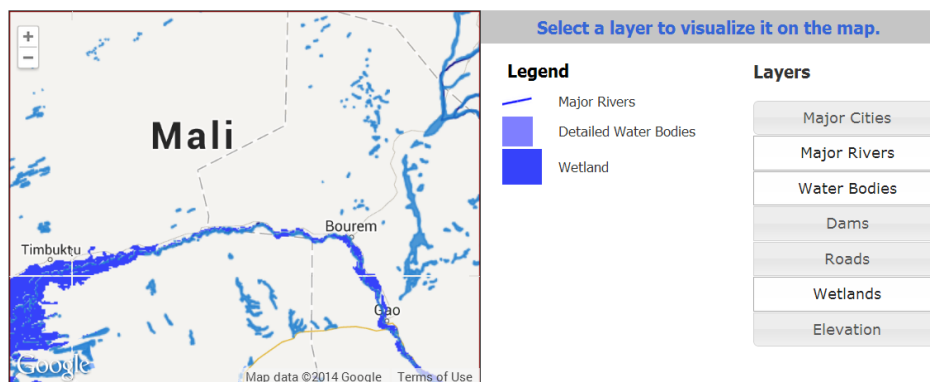 Select a layer to visualize it on the map.
+
−
Mali
Timbuktu
Bourem
Gao
Google
Map data ©2014 Google Terms of Use
Legend
Major Rivers
Detailed Water Bodies
Wetland
Layers
Major Cities
Major Rivers
Water Bodies
Dams
Roads
Wetlands
Elevation